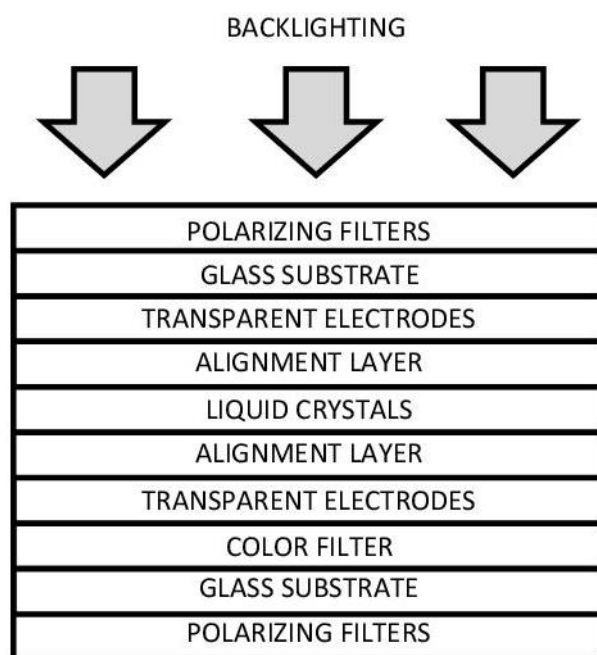 BACKLIGHTING
POLARIZING FILTERS
GLASS SUBSTRATE
TRANSPARENT ELECTRODES
ALIGNMENT LAYER
LIQUID CRYSTALS
ALIGNMENT LAYER
TRANSPARENT ELECTRODES
COLOR FILTER
GLASS SUBSTRATE
POLARIZING FILTERS